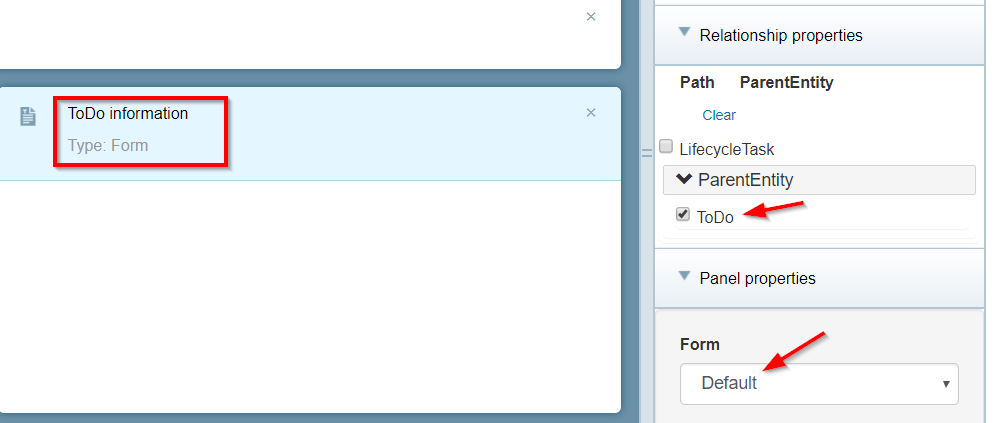 ×
ToDo information
×
Type: Form
Relationship properties
Path ParentEntity
Clear
LifecycleTask
ParentEntity
ToDo
Panel properties
Form
Default